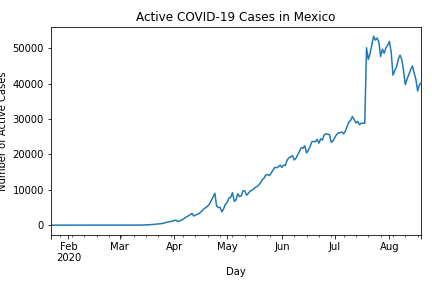 Active COVID-19 Cases in Mexico
Number of Active Cases
50000
40000
30000
20000
10000
0
Feb Mar Apr May Jun Jul Aug
2020
Day